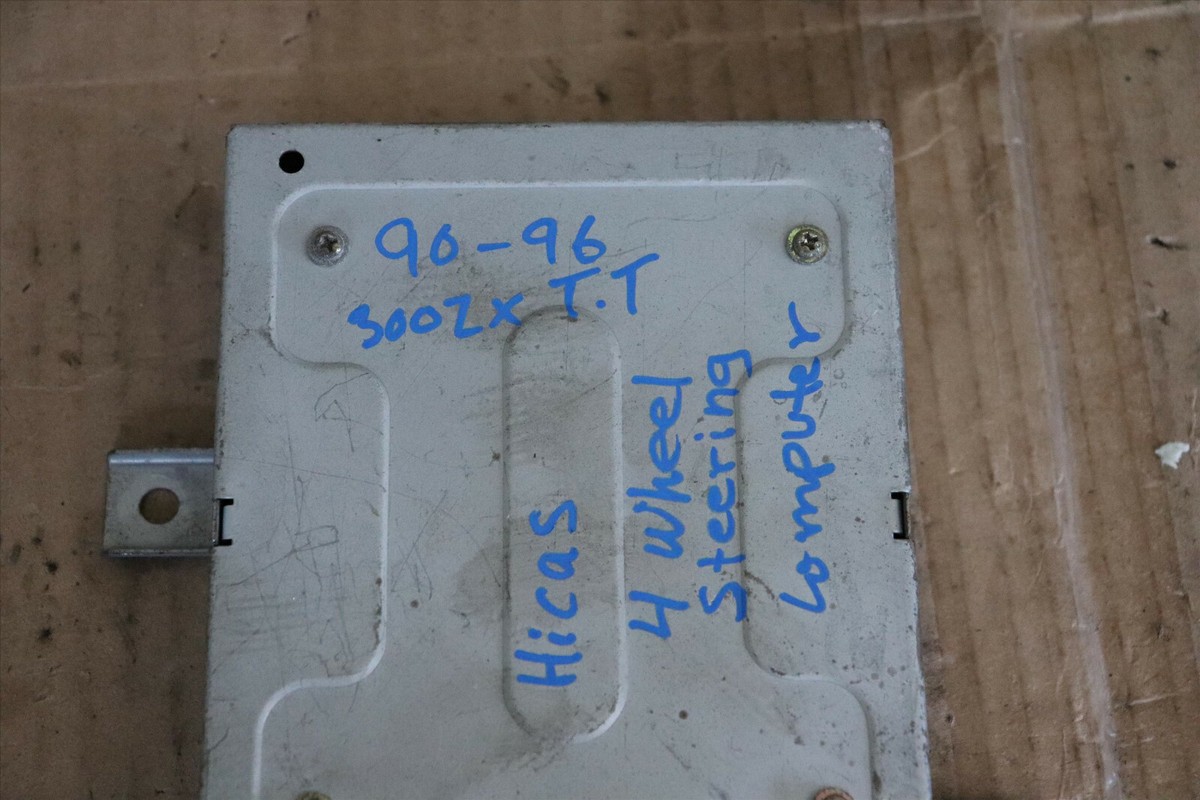 90-96
300ZX T.T
Hicas
4 Wheel
Steering
Computer